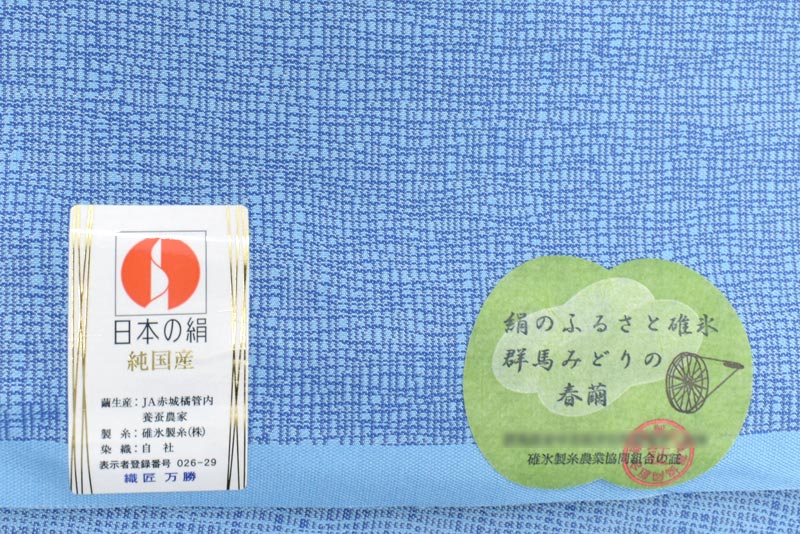 日本の絹
純国産
繭生産：JA赤城橘管内
養蚕農家
製　糸：碓氷製糸(株)
染　織：自　社
表示者登録番号　026-29
織匠　万勝
絹のふるさと碓氷
群馬みどりの
春繭
碓氷製糸農業協同組合の証